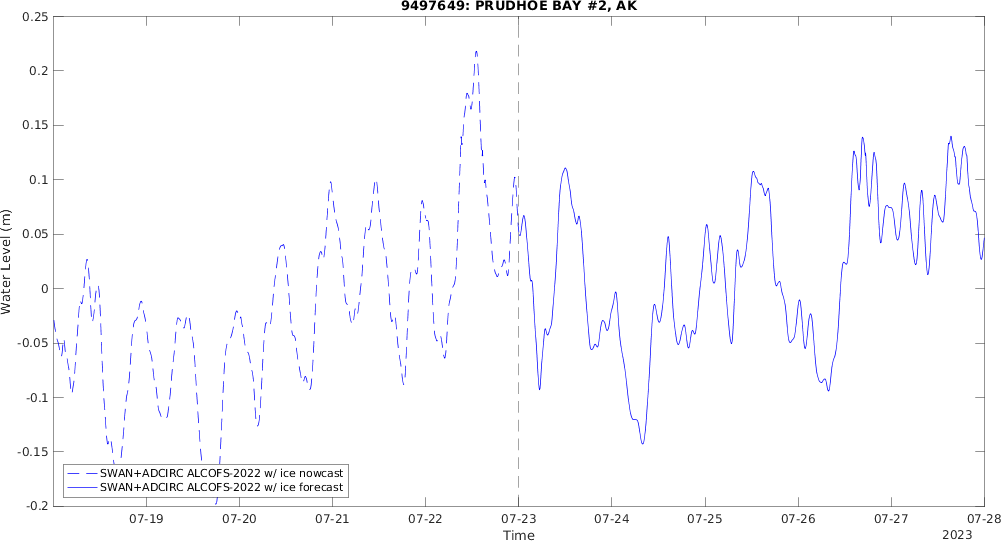 9497649: PRUDHOE BAY #2, AK
0.25
0.2
0.15
0.1
0.05
0
-0.05
-0.1
-0.15
-0.2
Water Level (m)
SWAN+ADCIRC ALCOFS-2022 w/ ice nowcast
SWAN+ADCIRC ALCOFS-2022 w/ ice forecast
07-19 07-20 07-21 07-22 07-23 07-24 07-25 07-26 07-27 07-28
Time
2023